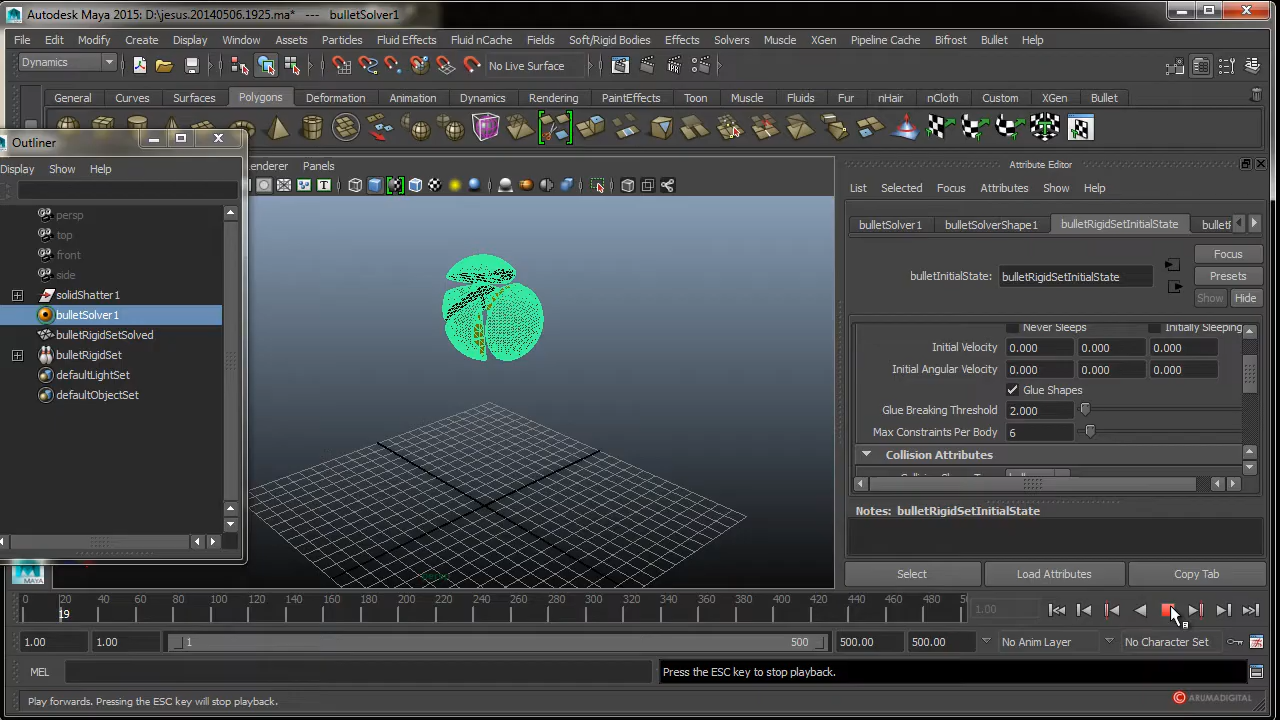 Autodesk Maya 2015: D:\jesus.20140506.1925.ma*   ---   bulletSolver1
File Edit Modify Create Display Window Assets Particles Fluid Effects Fluid nCache Fields Soft/Rigid Bodies Effects Solvers Muscle XGen Pipeline Cache Bifrost Bullet Help
Dynamics No Live Surface
General Curves Surfaces Polygons Deformation Animation Dynamics Rendering PaintEffects Toon Muscle Fluids Fur nHair nCloth Custom XGen Bullet
Outliner
Display Show Help
persp
top
front
side
solidShatter1
bulletSolver1
bulletRigidSetSolved
bulletRigidSet
defaultLightSet
defaultObjectSet
enderer Panels
T
Attribute Editor
List Selected Focus Attributes Show Help
bulletSolver1 bulletSolverShape1 bulletRigidSetInitialState bulletF
bulletInitialState: bulletRigidSetInitialState
Focus
Presets
Show Hide
Never Sleeps Initially Sleeping
Initial Velocity 0.000 0.000 0.000
Initial Angular Velocity 0.000 0.000 0.000
Glue Shapes
Glue Breaking Threshold 2.000
Max Constraints Per Body 6
Collision Attributes
Notes: bulletRigidSetInitialState
Select Load Attributes Copy Tab
MAYA
0 20 40 60 80 100 120 140 160 180 200 220 240 260 280 300 320 340 360 380 400 420 440 460 480 5
19
1.00
1.00 1.00 1 500 500.00 500.00 No Anim Layer No Character Set
MEL Press the ESC key to stop playback.
Play forwards. Pressing the ESC key will stop playback.
© ARUMADIGITAL